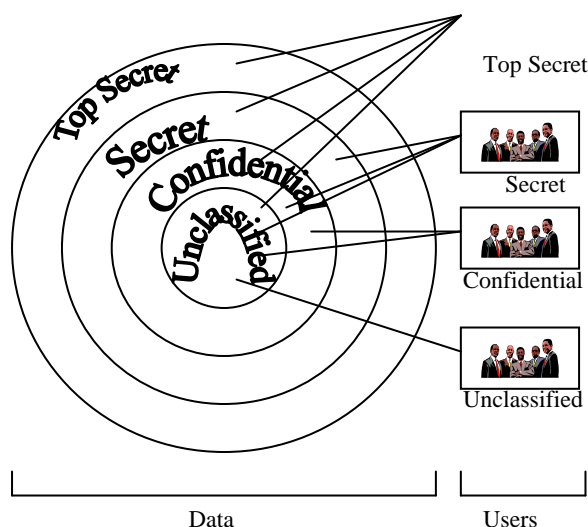 Top Secret
Secret
Confidential
Unclassified
Top Secret
Secret
Confidential
Unclassified
Data
Users